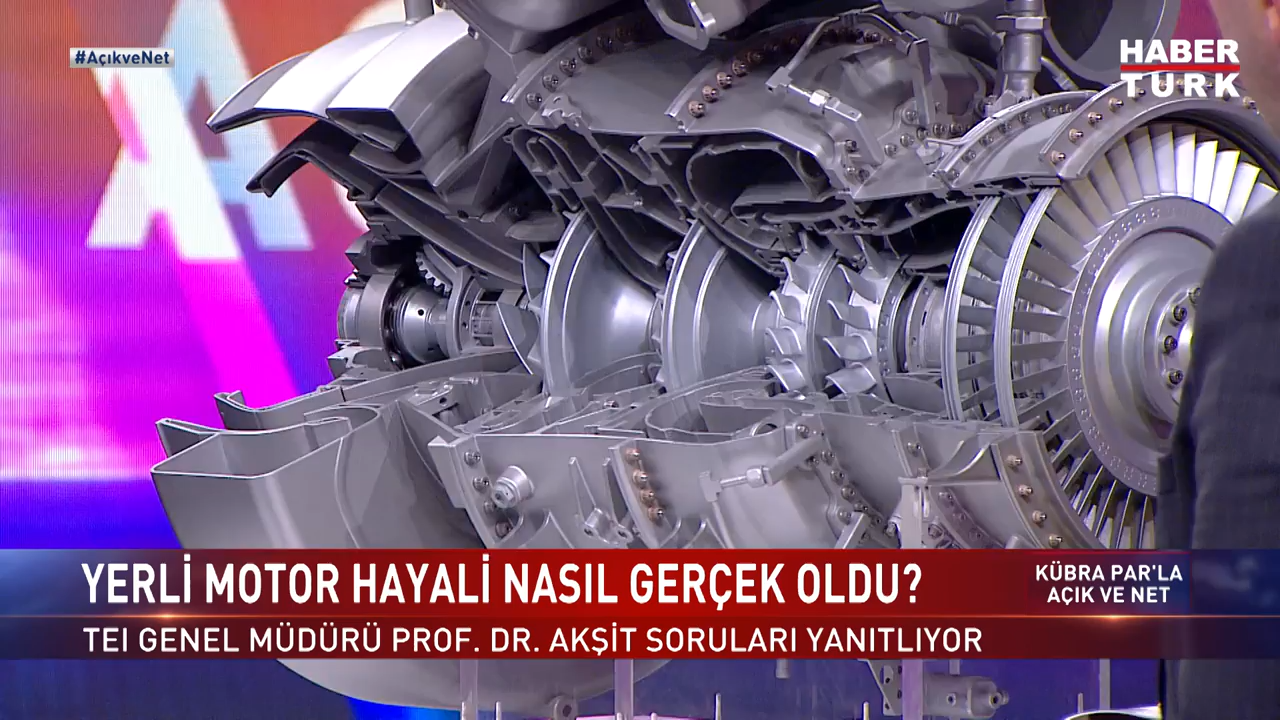 #AçıkveNet
HABER
TÜRK
AÇ
YERLİ MOTOR HAYALİ NASIL GERÇEK OLDU?
KÜBRA PAR'LA
AÇIK VE NET
TEI GENEL MÜDÜRÜ PROF. DR. AKŞİT SORULARI YANITLIYOR